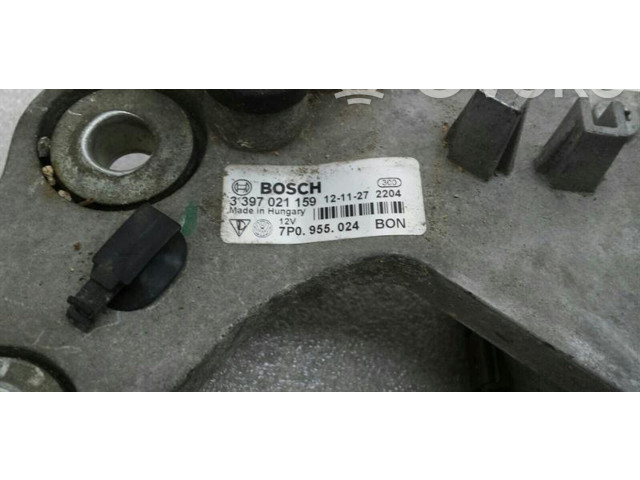 BOSCH
3 397 021 159 12-11-27 2204
Made in Hungary
12V
7P0.955.024 BON